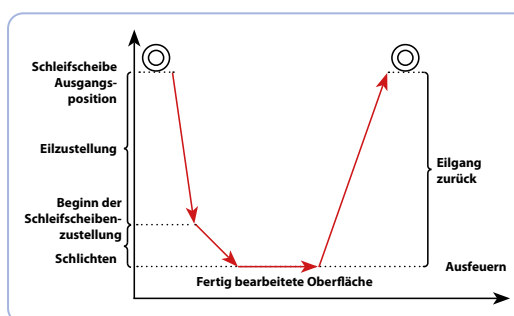 Schleifscheibe
Ausgangs-
position
Eilzustellung
Beginn der
Schleifscheiben-
zustellung
Schlichten
Eilgang
zurück
Ausfeuern
Fertig bearbeitete Oberfläche